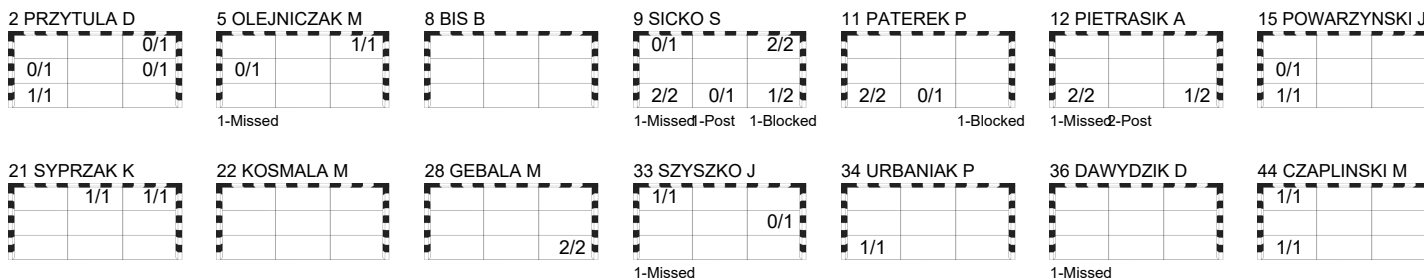 2 PRZYTULA D 5 OLEJNICZAK M 8 BIS B 9 SICKO S 11 PATEREK P 12 PIETRASIK A 15 POWARZYNSKI J
0/1 1/1 0/1 2/2
0/1 0/1 0/1 0/1
1/1 2/2 0/1 1/2 2/2 0/1 2/2 1/2 1/1
1-Missed 1-Missed 1-Post 1-Blocked 1-Blocked 1-Missed 2-Post
21 SYPRZAK K 22 KOSMALA M 28 GEBALA M 33 SZYSZKO J 34 URBANIAK P 36 DAWYDZIK D 44 CZAPLINSKI M
1/1 1/1 1/1 1/1
0/1
2/2 1/1 1/1
1-Missed 1-Missed